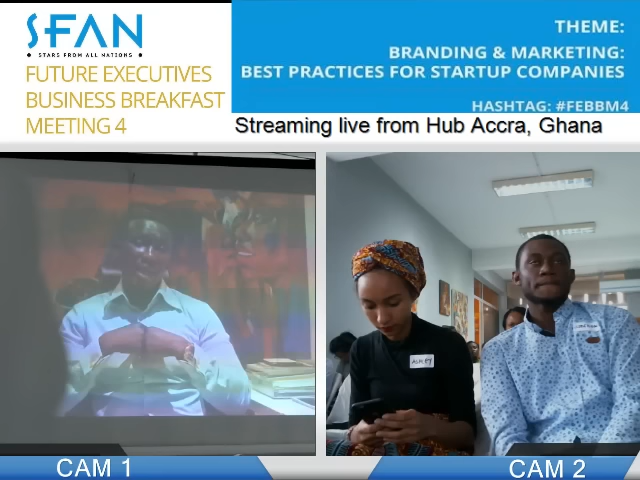 SFAN
STARS FROM ALL NATIONS
FUTURE EXECUTIVES
BUSINESS BREAKFAST
MEETING 4
THEME:
BRANDING & MARKETING:
BEST PRACTICES FOR STARTUP COMPANIES
HASHTAG: #FEBBM4
Streaming live from Hub Accra, Ghana
CAM 1
CAM 2